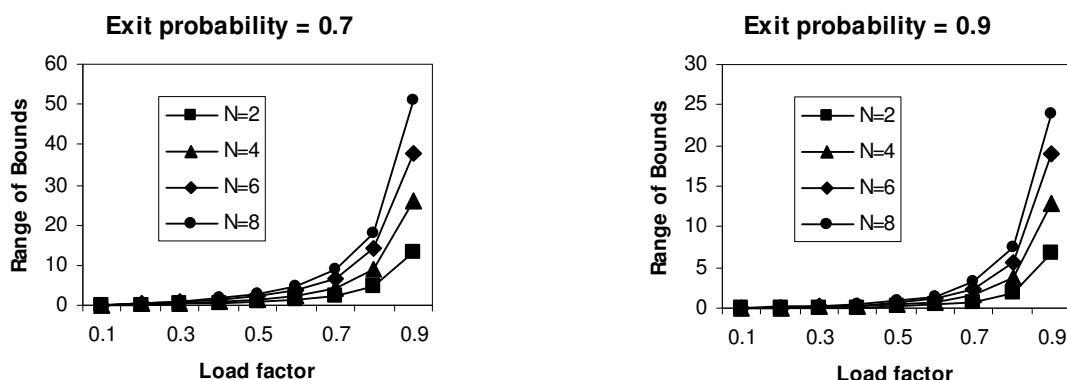 Exit probability = 0.7
60
50
40
30
20
10
0
Range of Bounds
N=2
N=4
N=6
N=8
0.1 0.3 0.5 0.7 0.9
Load factor
Exit probability = 0.9
30
25
20
15
10
5
0
Range of Bounds
N=2
N=4
N=6
N=8
0.1 0.3 0.5 0.7 0.9
Load factor